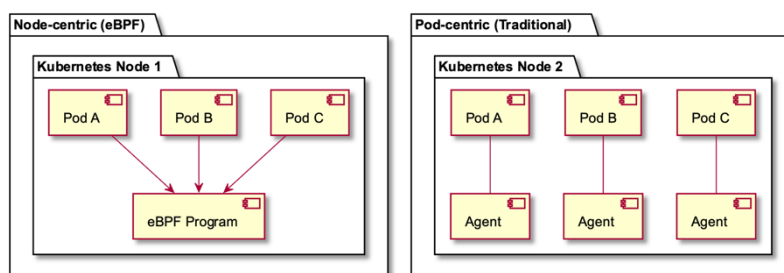 Node-centric (eBPF)
Kubernetes Node 1
Pod A
Pod B
Pod C
eBPF Program
Pod-centric (Traditional)
Kubernetes Node 2
Pod A
Pod B
Pod C
Agent
Agent
Agent